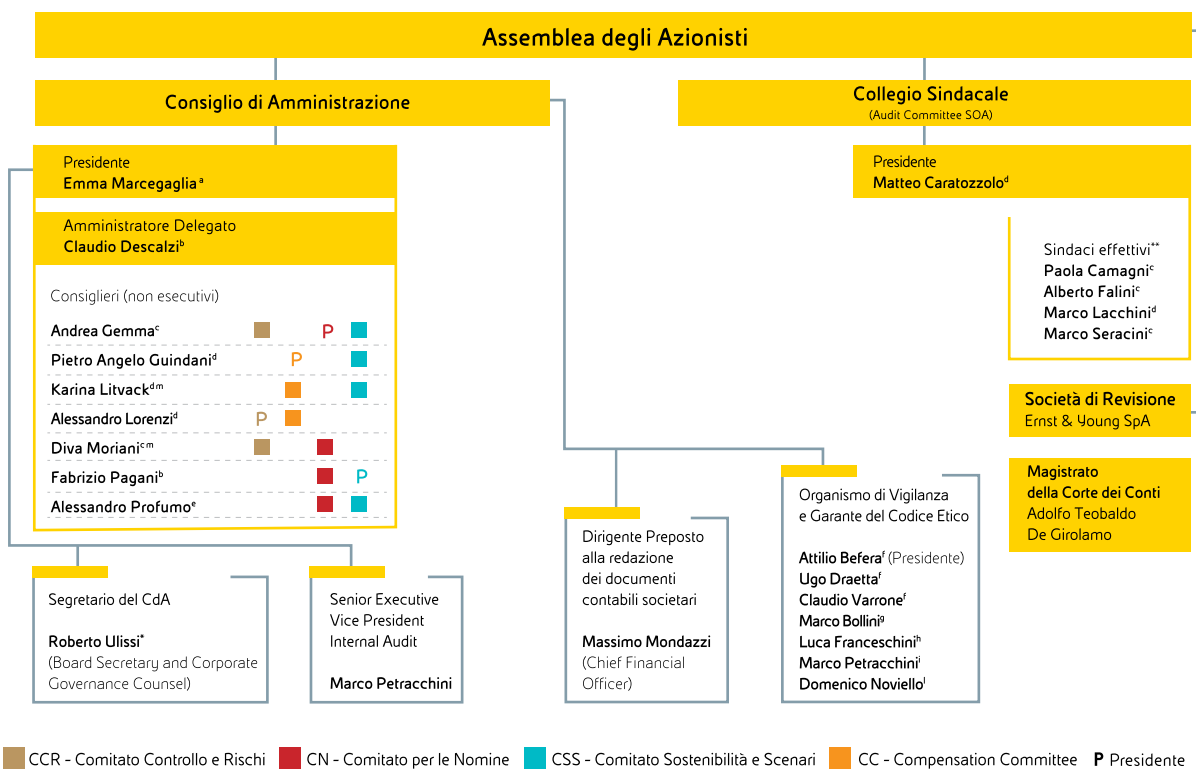 Assemblea degli Azionisti
Consiglio di Amministrazione
Collegio Sindacale
(Audit Committee SOA)
Presidente
Emma Marcegaglia a
Amministratore Delegato
Claudio Descalzi b
Consiglieri (non esecutivi)
Andrea Gemma c P
Pietro Angelo Guindani d P
Karina Litvack d m
Alessandro Lorenzi d P
Diva Moriani c m
Fabrizio Pagani b P
Alessandro Profumo e
Presidente
Matteo Caratozzolo d
Sindaci effettivi**
Paola Camagni c
Alberto Falini c
Marco Lacchini d
Marco Seracini c
Società di Revisione
Ernst & Young SpA
Magistrato
della Corte dei Conti
Adolfo Teobaldo
De Girolamo
Segretario del CdA
Roberto Ulissi*
(Board Secretary and Corporate
Governance Counsel)
Senior Executive
Vice President
Internal Audit
Marco Petracchini
Dirigente Preposto
alla redazione
dei documenti
contabili societari
Massimo Mondazzi
(Chief Financial
Officer)
Organismo di Vigilanza
e Garante del Codice Etico
Attilio Befera f (Presidente)
Ugo Draetta f
Claudio Varrone f
Marco Bollini g
Luca Franceschini h
Marco Petracchini i
Domenico Noviello l
CCR - Comitato Controllo e Rischi CN - Comitato per le Nomine CSS - Comitato Sostenibilità e Scenari CC - Compensation Committee P Presidente